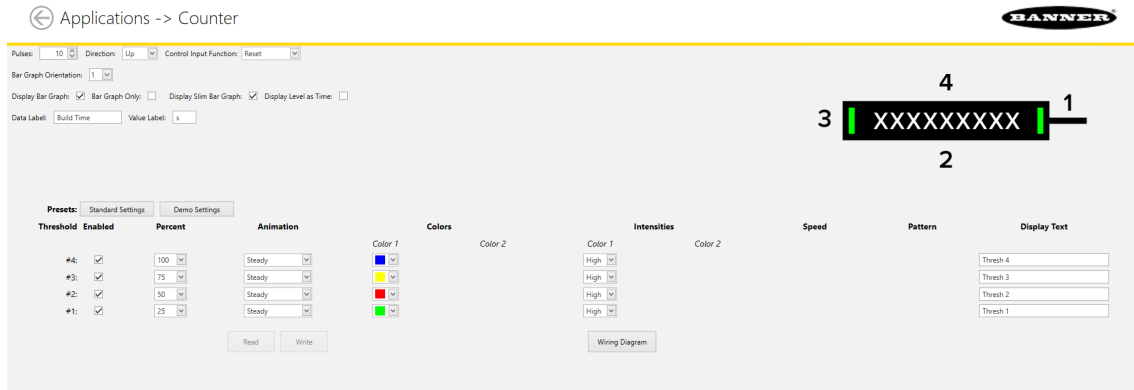 Applications -> Counter
BANNER
Pulses: 10 Direction: Up Control Input Function: Reset
Bar Graph Orientation: 1
Display Bar Graph: Bar Graph Only: Display Slim Bar Graph: Display Level as Time:
Data Label: Build Time Value Label: s
4
3 XXXXXXXXX 1
2
Presets: Standard Settings Demo Settings
Threshold Enabled Percent Animation Colors Intensities Speed Pattern Display Text
Color 1 Color 2 Color 1 Color 2
#4: 100 Steady High Thresh 4
#3: 75 Steady High Thresh 3
#2: 50 Steady High Thresh 2
#1: 25 Steady High Thresh 1
Read Write Wiring Diagram